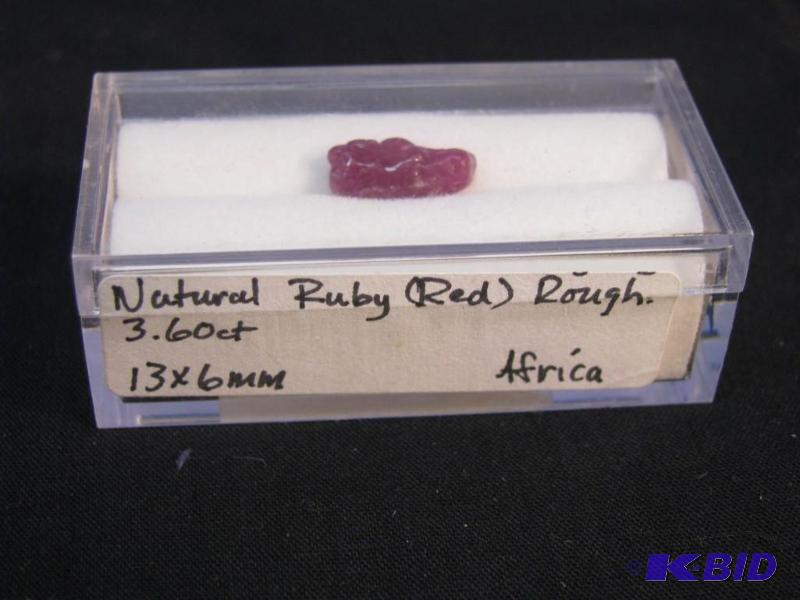 Natural Ruby (Red) Rough.
3.60ct
13x6mm Africa
K-BID